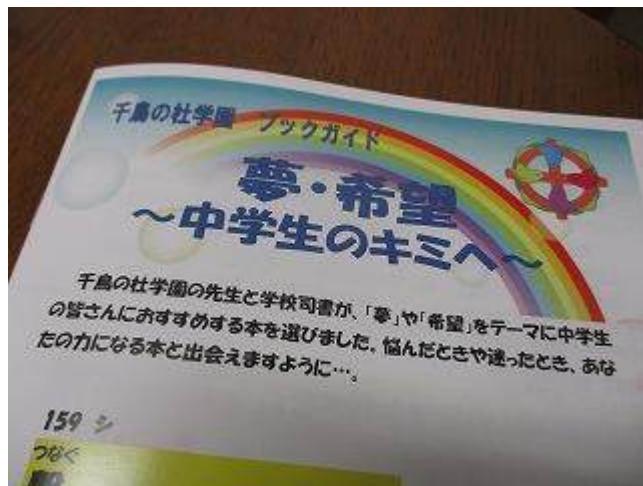 千鳥の杜学園 ブックガイド
夢・希望
～中学生のキミへ～
千鳥の杜学園の先生と学校司書が、「夢」や「希望」をテーマに中学生
の皆さんにおすすめする本を選びました。悩んだときや迷ったとき、あな
たの力になる本と出会えますように…。
159 シ
つなぐ